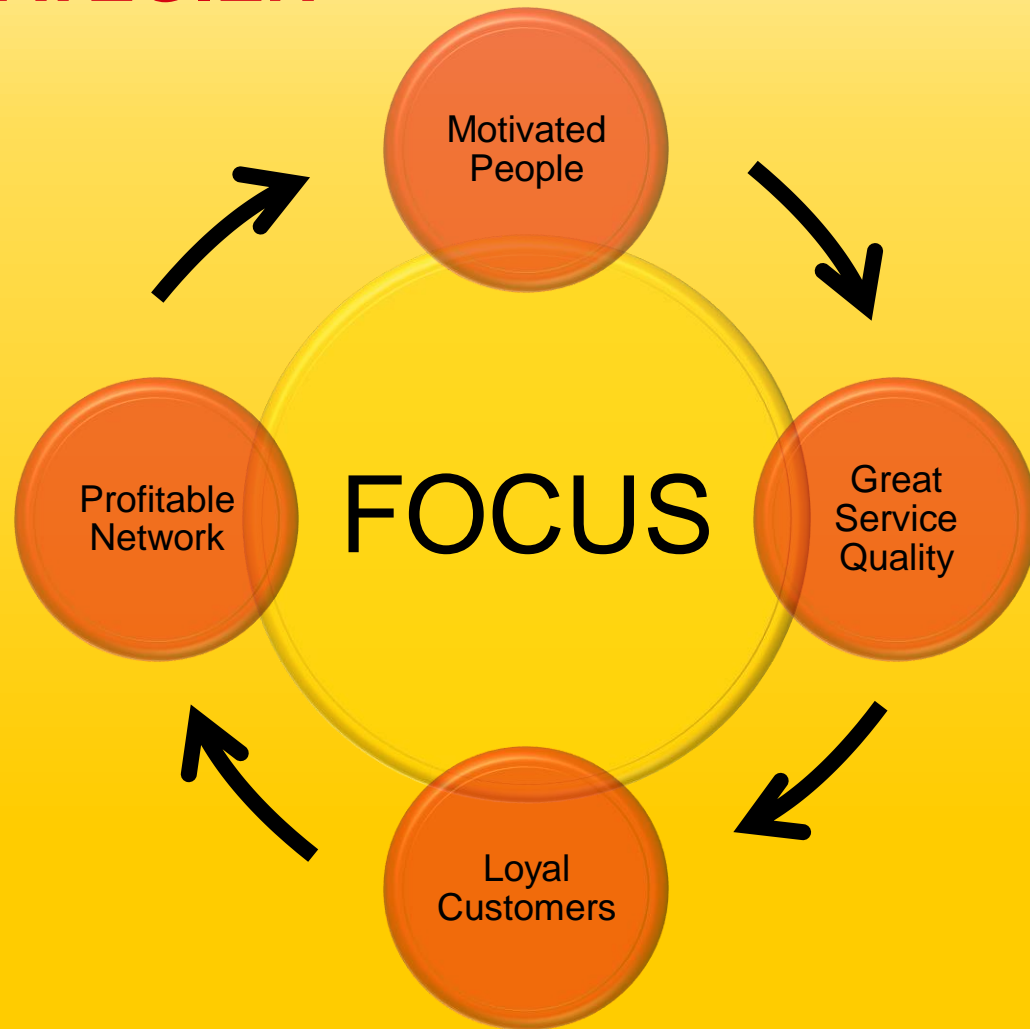 Motivated
People
Profitable
Network
FOCUS
Great
Service
Quality
Loyal
Customers